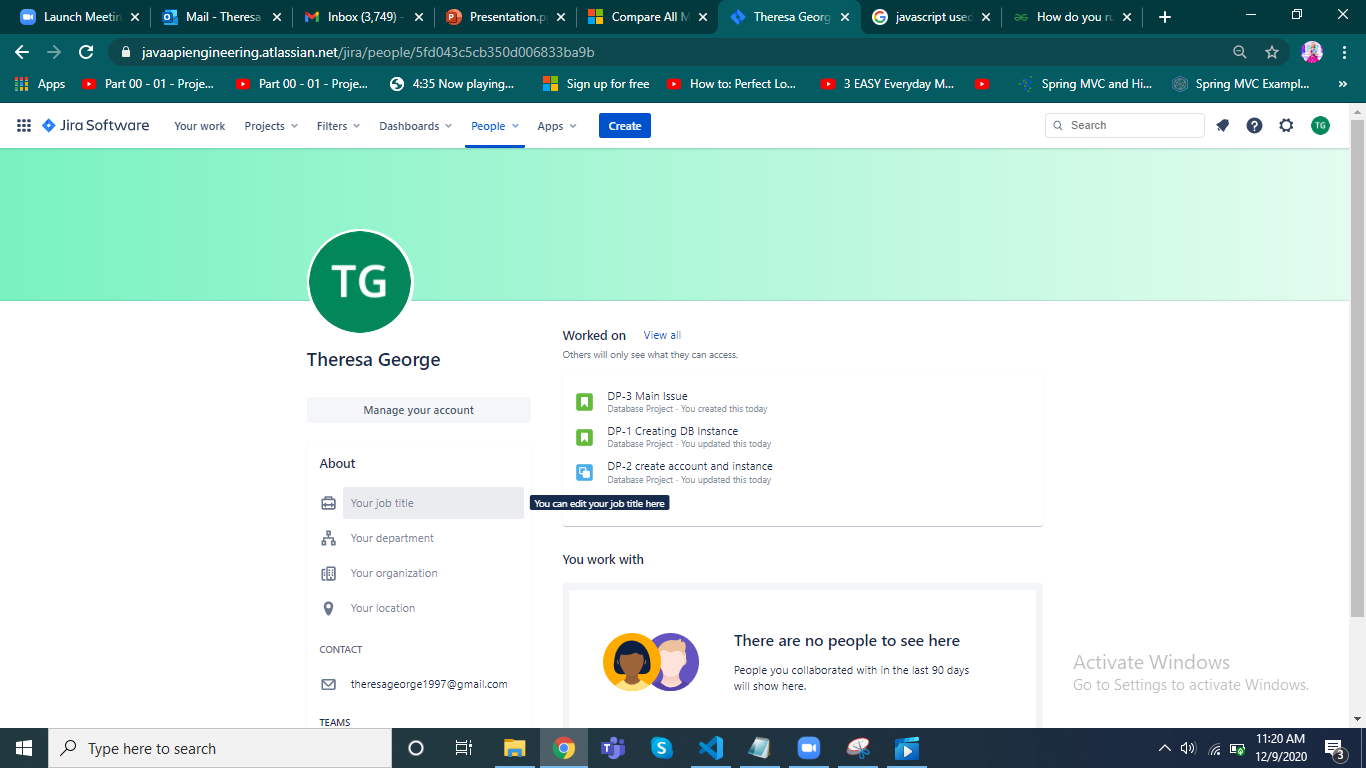 Launch Meetin
Mail - Theresa
Inbox (3,749) -
Presentation.p
Compare All M
Theresa Georg
javascript used
How do you ru
javaapiengineering.atlassian.net/jira/people/5fd043c5cb350d006833ba9b
Apps
Part 00 - 01 - Proje...
Part 00 - 01 - Proje...
4:35 Now playing...
Sign up for free
How to: Perfect Lo...
3 EASY Everyday M...
Spring MVC and Hi...
Spring MVC Exampl...
»
Jira Software
Your work
Projects
Filters
Dashboards
People
Apps
Create
Search
TG
TG
Theresa George
Manage your account
About
Your job title
You can edit your job title here
Your department
Your organization
Your location
CONTACT
theresageorge1997@gmail.com
TEAMS
Worked on View all
Others will only see what they can access.
DP-3 Main Issue
Database Project · You created this today
DP-1 Creating DB Instance
Database Project · You updated this today
DP-2 create account and instance
Database Project · You updated this today
You work with
There are no people to see here
People you collaborated with in the last 90 days
will show here.
Activate Windows
Go to Settings to activate Windows.
Type here to search
11:20 AM
12/9/2020
3